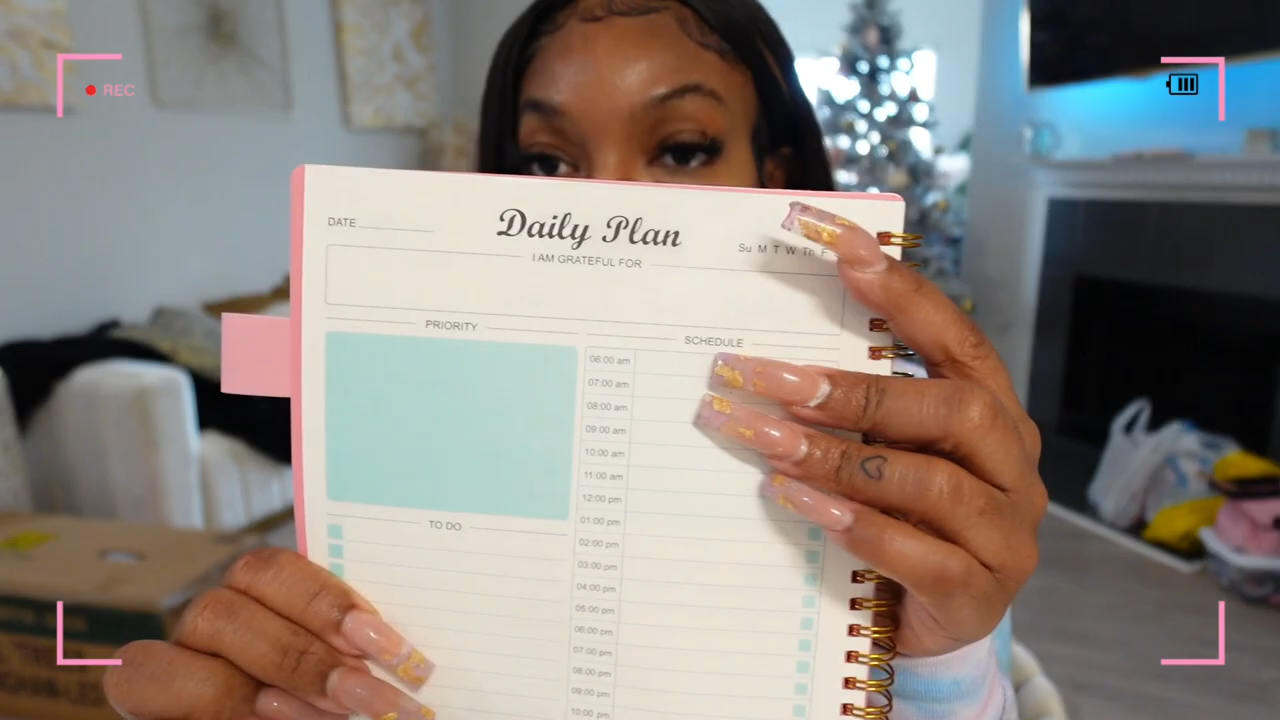 REC
Daily Plan
DATE
Su M T W Th F
I AM GRATEFUL FOR
PRIORITY
SCHEDULE
06:00 am
07:00 am
08:00 am
09:00 am
10:00 am
11:00 am
12:00 pm
01:00 pm
02:00 pm
03:00 pm
04:00 pm
05:00 pm
06:00 pm
07:00 pm
08:00 pm
09:00 pm
10:00 pm
TO DO